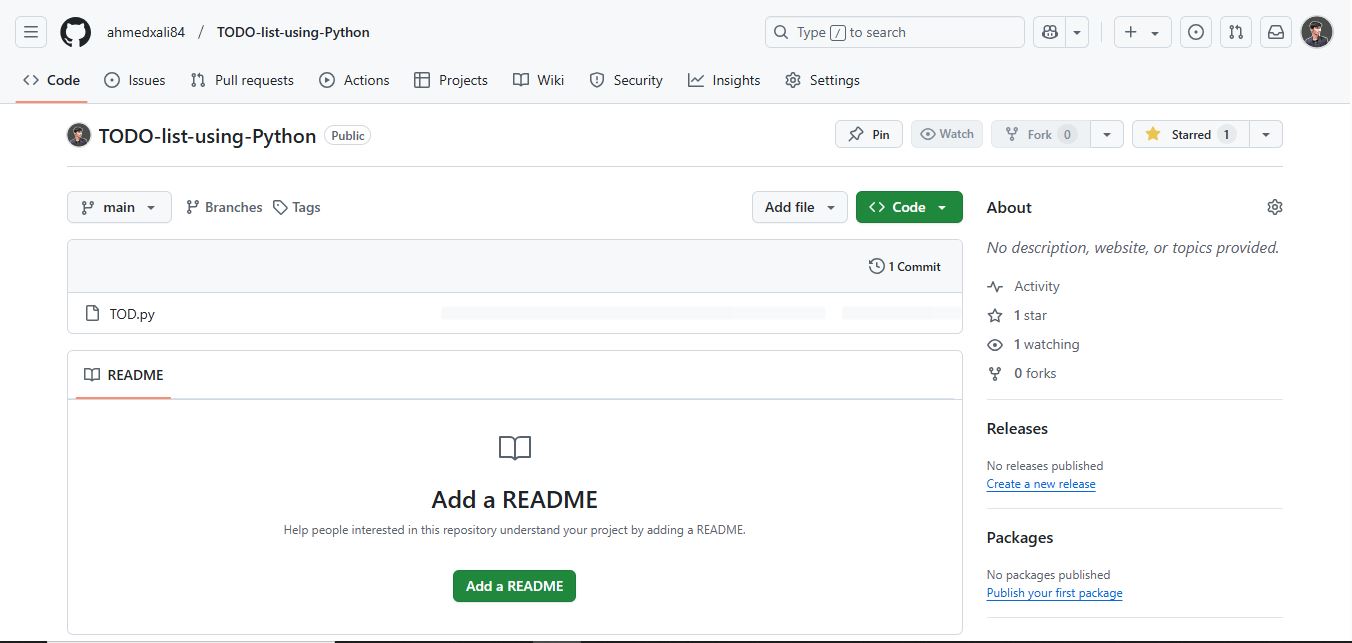 ahmedxali84 / TODO-list-using-Python
Type / to search
Code Issues Pull requests Actions Projects Wiki Security Insights Settings
TODO-list-using-Python Public
Pin Watch Fork 0 Starred 1
main Branches Tags Add file Code
1 Commit
TOD.py
README
Add a README
Help people interested in this repository understand your project by adding a README.
Add a README
About
No description, website, or topics provided.
Activity
1 star
1 watching
0 forks
Releases
No releases published
Create a new release
Packages
No packages published
Publish your first package